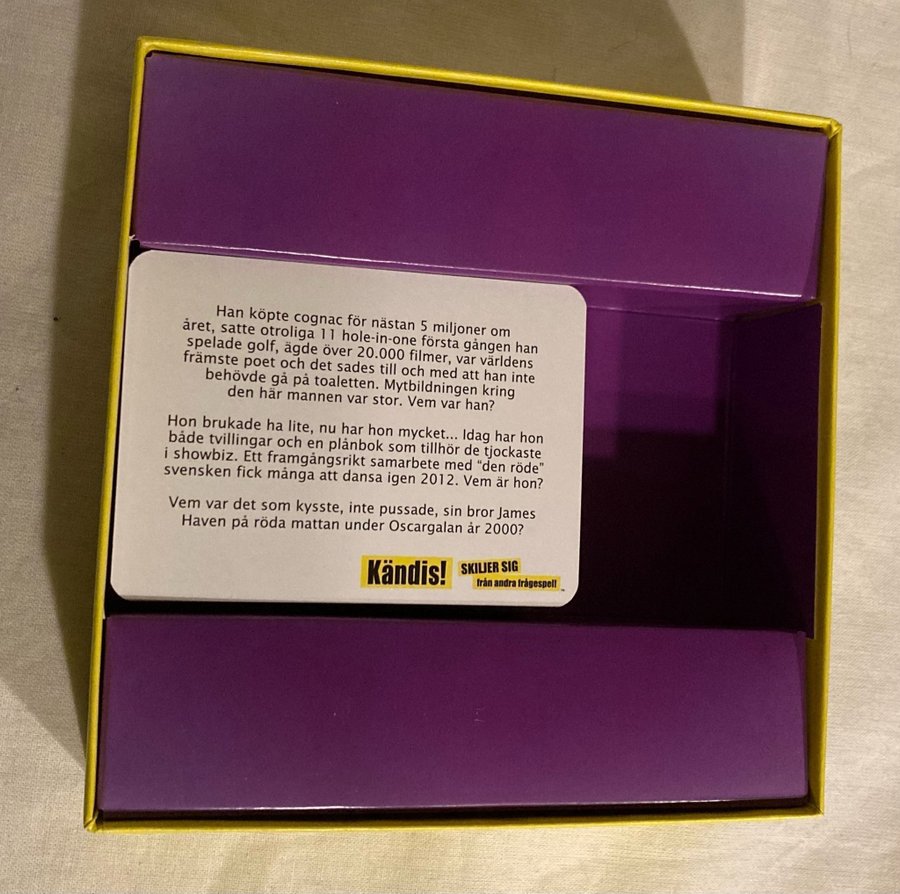 Han köpte cognac för nästan 5 miljoner om
året, satte otroliga 11 hole-in-one första gången han
spelade golf, ägde över 20.000 filmer, var världens
främste poet och det sades till och med att han inte
behövde gå på toaletten. Mytbildningen kring
den här mannen var stor. Vem var han?
Hon brukade ha lite, nu har hon mycket... Idag har hon
både tvillingar och en plånbok som tillhör de tjockaste
i showbiz. Ett framgångsrikt samarbete med "den röde"
svensken fick många att dansa igen 2012. Vem är hon?
Vem var det som kysste, inte pussade, sin bror James
Haven på röda mattan under Oscargalan år 2000?
Kändis! SKILJER SIG
från andra frågespel!